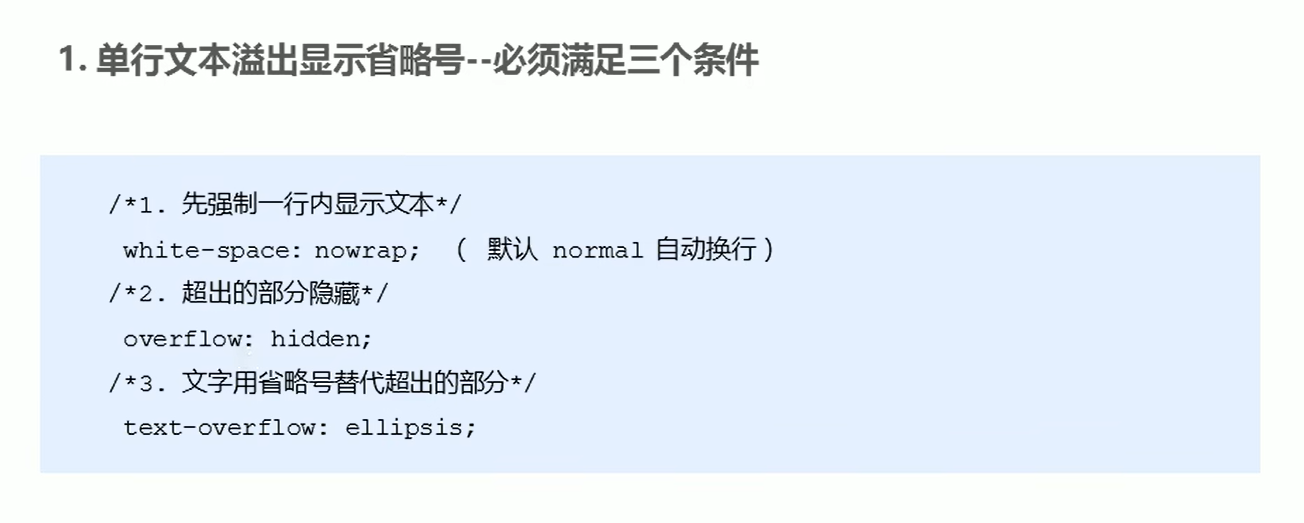 1. 单行文本溢出显示省略号--必须满足三个条件
/*1. 先强制一行内显示文本*/
white-space: nowrap; （ 默认 normal 自动换行）
/*2. 超出的部分隐藏*/
overflow: hidden;
/*3. 文字用省略号替代超出的部分*/
text-overflow: ellipsis;